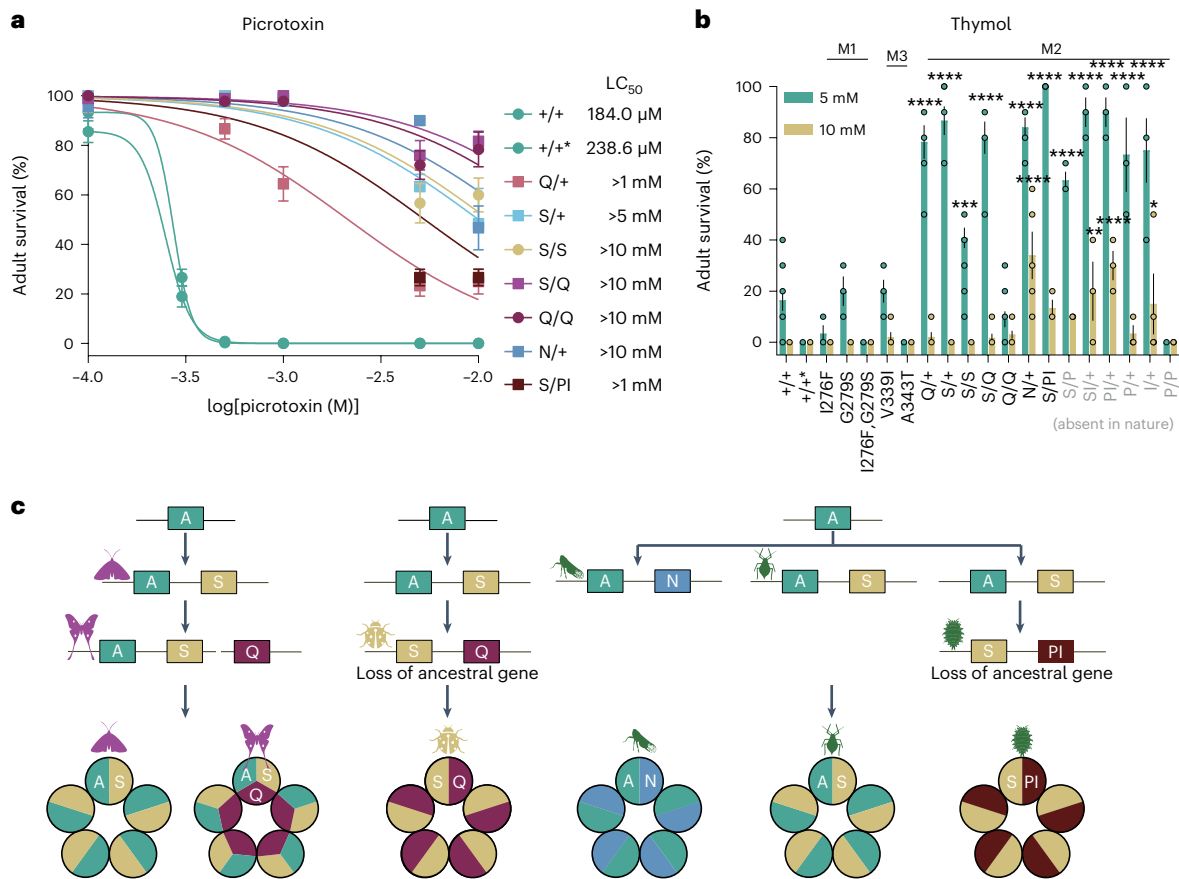 a
Picrotoxin
100
80
60
40
20
0
Adult survival (%)
−4.0 −3.5 −3.0 −2.5 −2.0
log[picrotoxin (M)]
LC50
+/+ 184.0 µM
+/+* 238.6 µM
Q/+ >1 mM
S/+ >5 mM
S/S >10 mM
S/Q >10 mM
Q/Q >10 mM
N/+ >10 mM
S/PI >1 mM
b
Thymol
M1 M3 M2
5 mM
10 mM
100
80
60
40
20
0
Adult survival (%)
**** **** *** **** **** **** **** **** **** ** **** **** **** **** *
+/+ +/+* I276F G279S I276F,G279S V339I A343T Q/+ S/+ S/S S/Q Q/Q N/+ S/PI S/P SI/+ PI/+ P/+ I/+ P/P
(absent in nature)
c
A A A
A S A S A N A S A S
A S Q S Q S PI
Loss of ancestral gene Loss of ancestral gene
A S A S Q S Q A N A S S PI